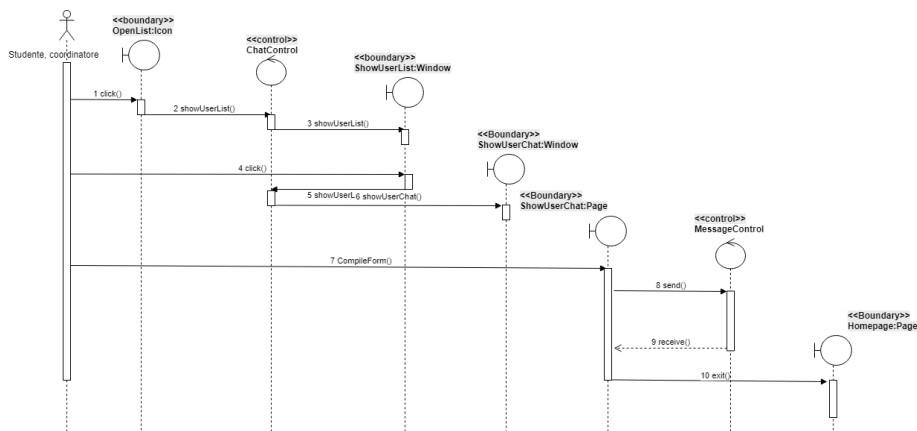 <<boundary>>
OpenList:Icon
<<control>>
ChatControl
<<boundary>>
ShowUserList:Window
Studente, coordinatore
1 click()
2 showUserList()
3 showUserList()
<<Boundary>>
ShowUserChat:Window
4 click()
5 showUserL
6 showUserChat()
<<Boundary>>
ShowUserChat:Page
<<control>>
MessageControl
7 CompileForm()
8 send()
<<Boundary>>
Homepage:Page
9 receive()
10 exit()